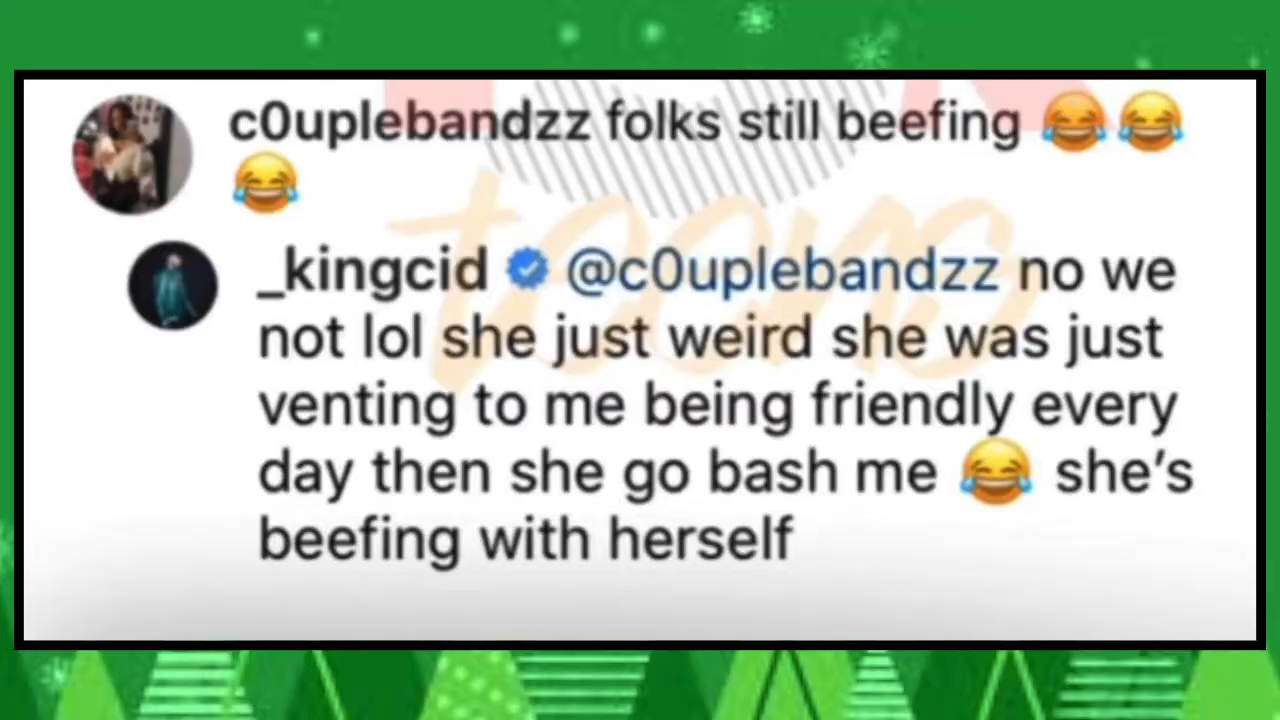 c0uplebandzz folks still beefing 😂😂
😂
_kingcid @c0uplebandzz no we
not lol she just weird she was just
venting to me being friendly every
day then she go bash me 😂 she's
beefing with herself
toons